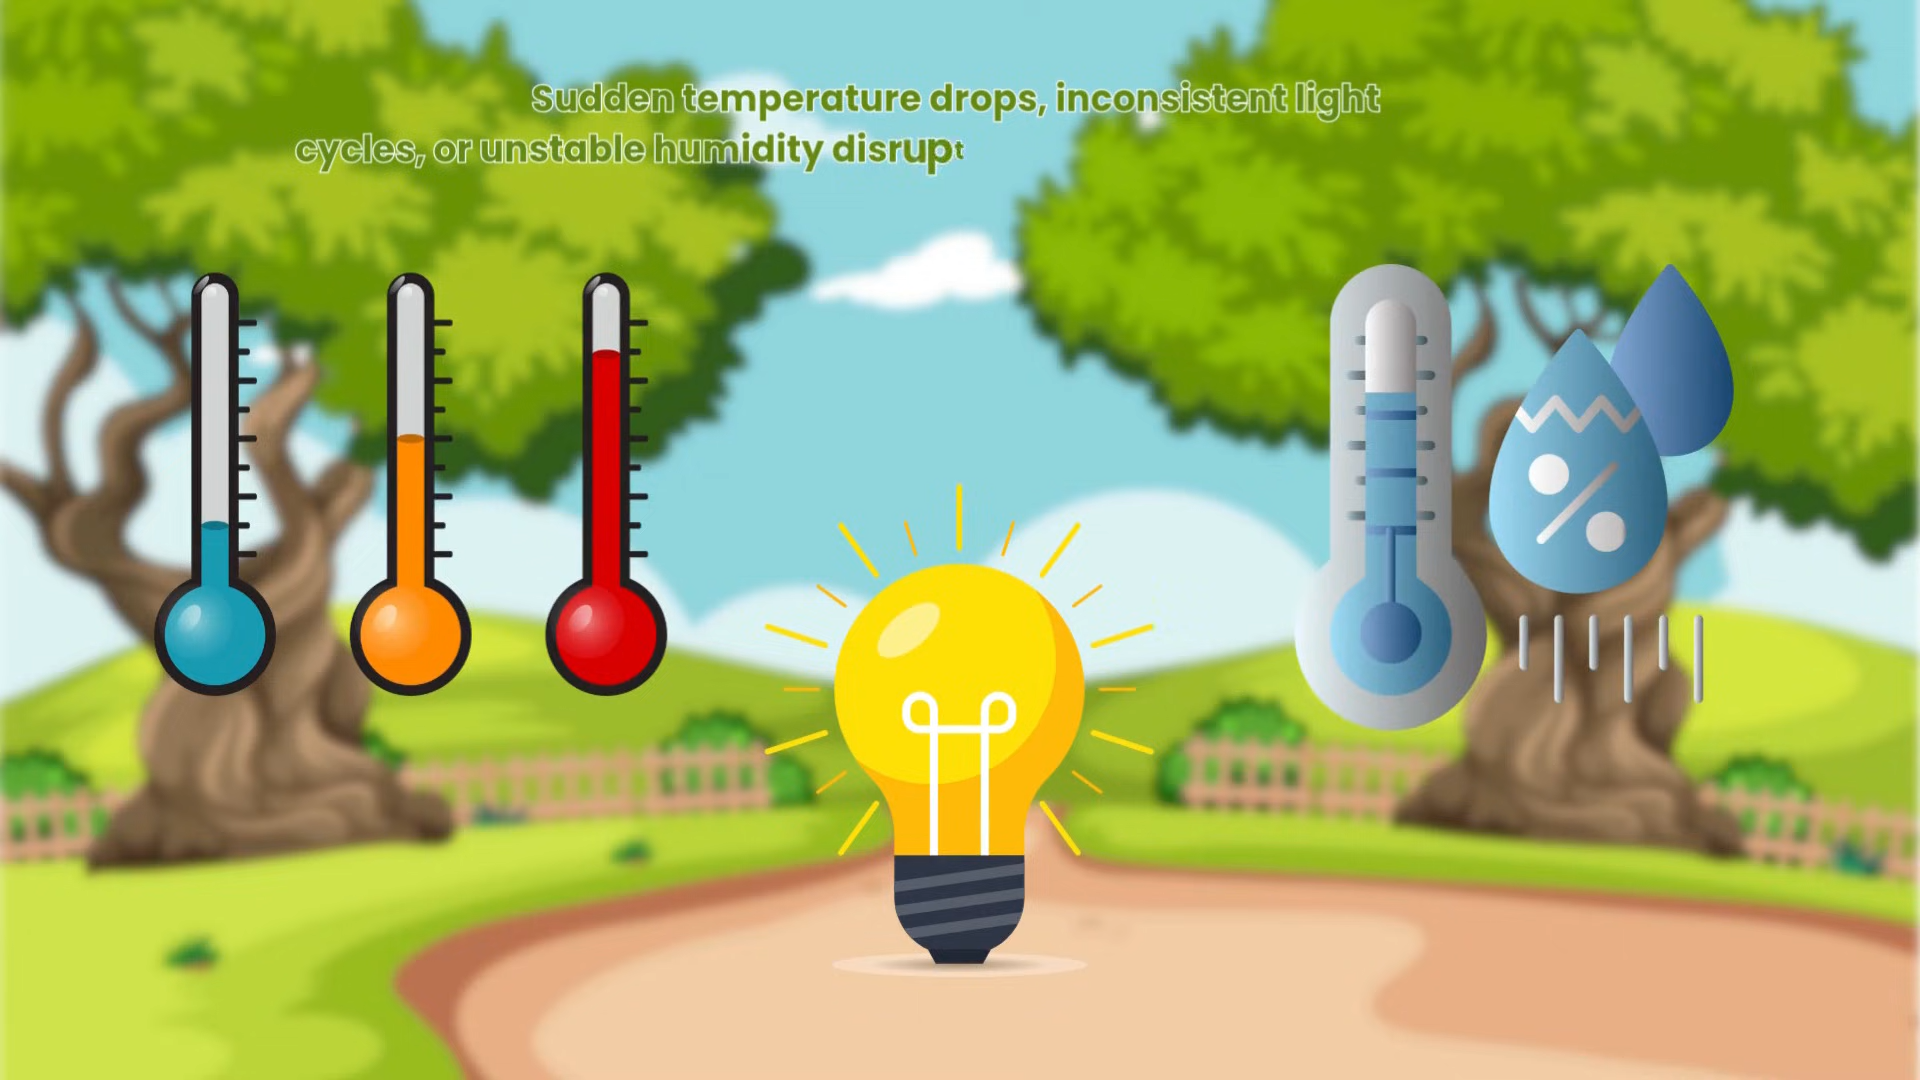 Sudden temperature drops, inconsistent light
cycles, or unstable humidity disrupt
%